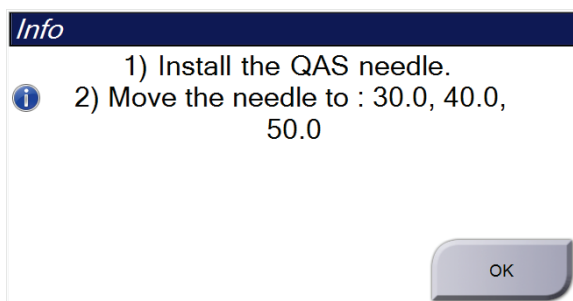 Info
1) Install the QAS needle.
2) Move the needle to : 30.0, 40.0,
50.0
OK